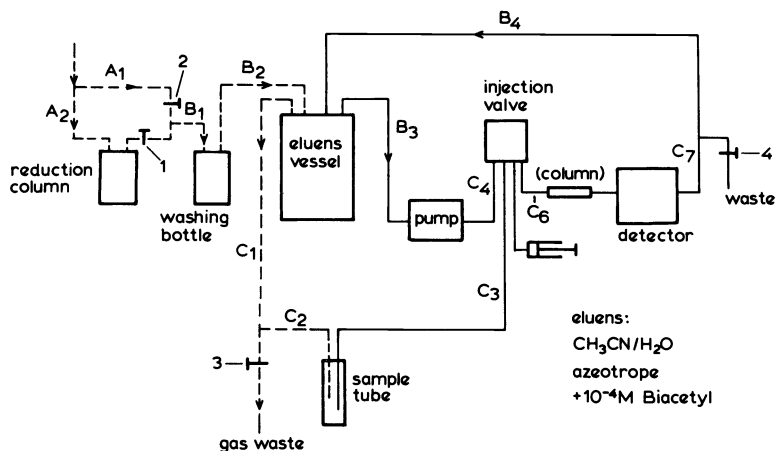 A₁
2
A₂
B₁
1
reduction
column
washing
bottle
B₂
eluens
vessel
B₃
B₄
injection
valve
pump
C₄
(column)
C₆
detector
C₇
4
waste
C₁
C₂
C₃
3
sample
tube
gas waste
eluens:
CH₃CN/H₂O
azeotrope
+10⁻⁴M Biacetyl